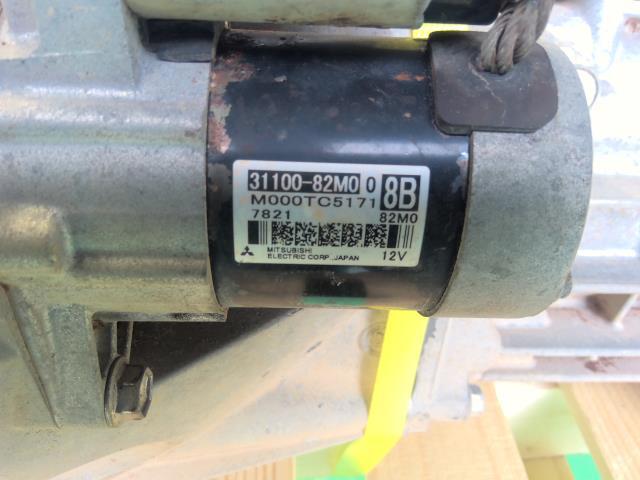 31100-82M0 0 8B
M000TC5171
7821 82M0
MITSUBISHI
ELECTRIC CORP.,JAPAN 12V